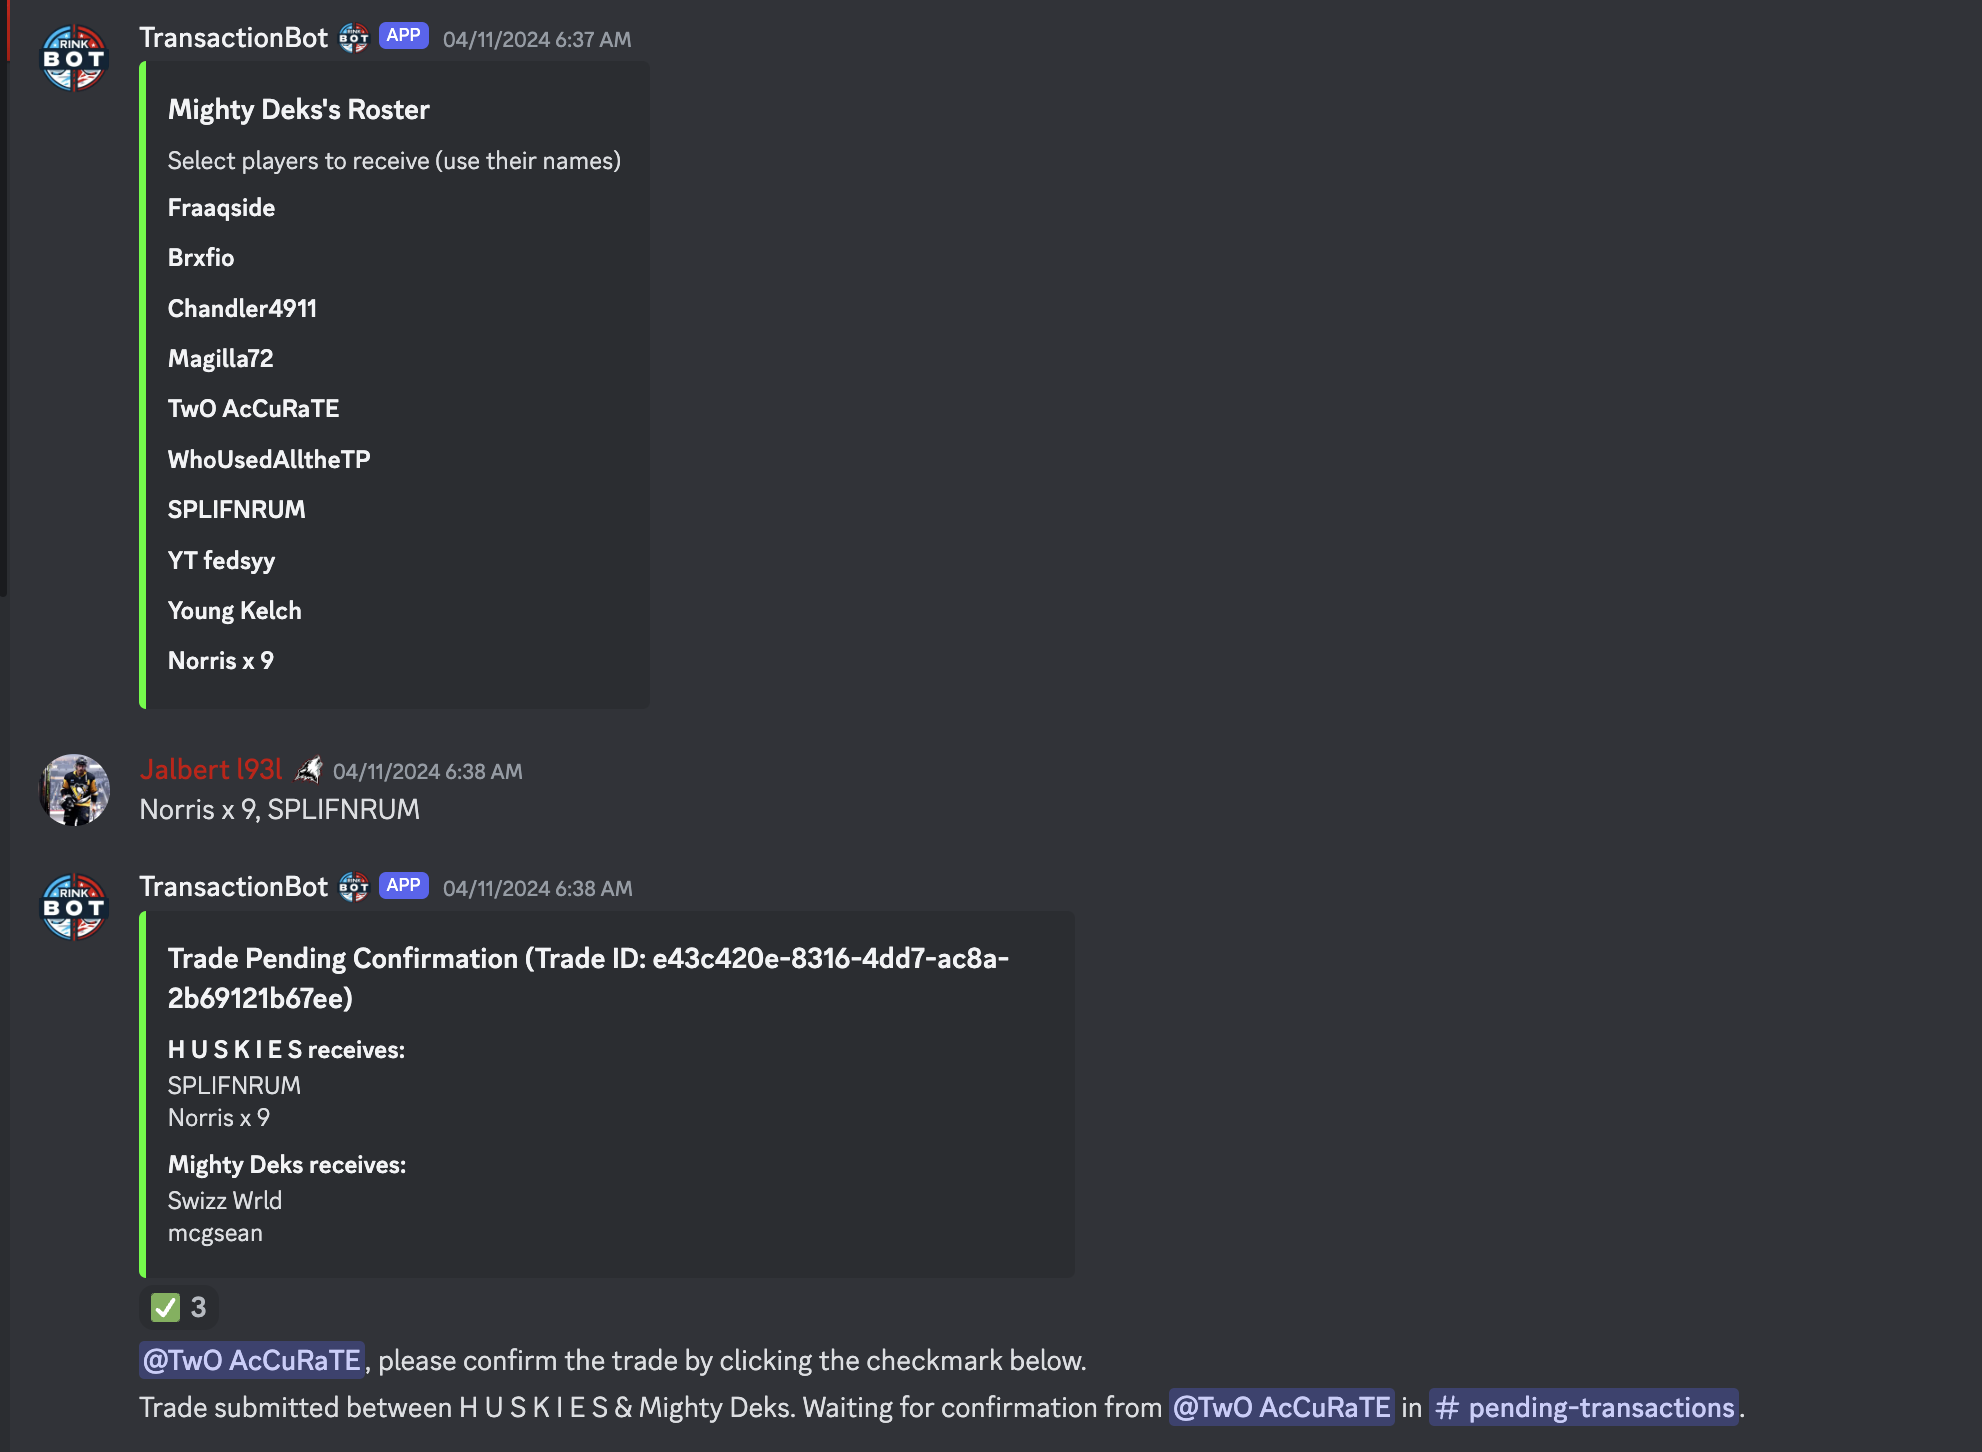 RINK
BOT
TransactionBot RINK BOT APP 04/11/2024 6:37 AM
Mighty Deks's Roster
Select players to receive (use their names)
Fraaqside
Brxfio
Chandler4911
Magilla72
TwO AcCuRaTE
WhoUsedAlltheTP
SPLIFNRUM
YT fedsyy
Young Kelch
Norris x 9
Jalbert l93l 04/11/2024 6:38 AM
Norris x 9, SPLIFNRUM
RINK
BOT
TransactionBot RINK BOT APP 04/11/2024 6:38 AM
Trade Pending Confirmation (Trade ID: e43c420e-8316-4dd7-ac8a-
2b69121b67ee)
H U S K I E S receives:
SPLIFNRUM
Norris x 9
Mighty Deks receives:
Swizz Wrld
mcgsean
✅ 3
@TwO AcCuRaTE, please confirm the trade by clicking the checkmark below.
Trade submitted between H U S K I E S & Mighty Deks. Waiting for confirmation from @TwO AcCuRaTE in # pending-transactions.